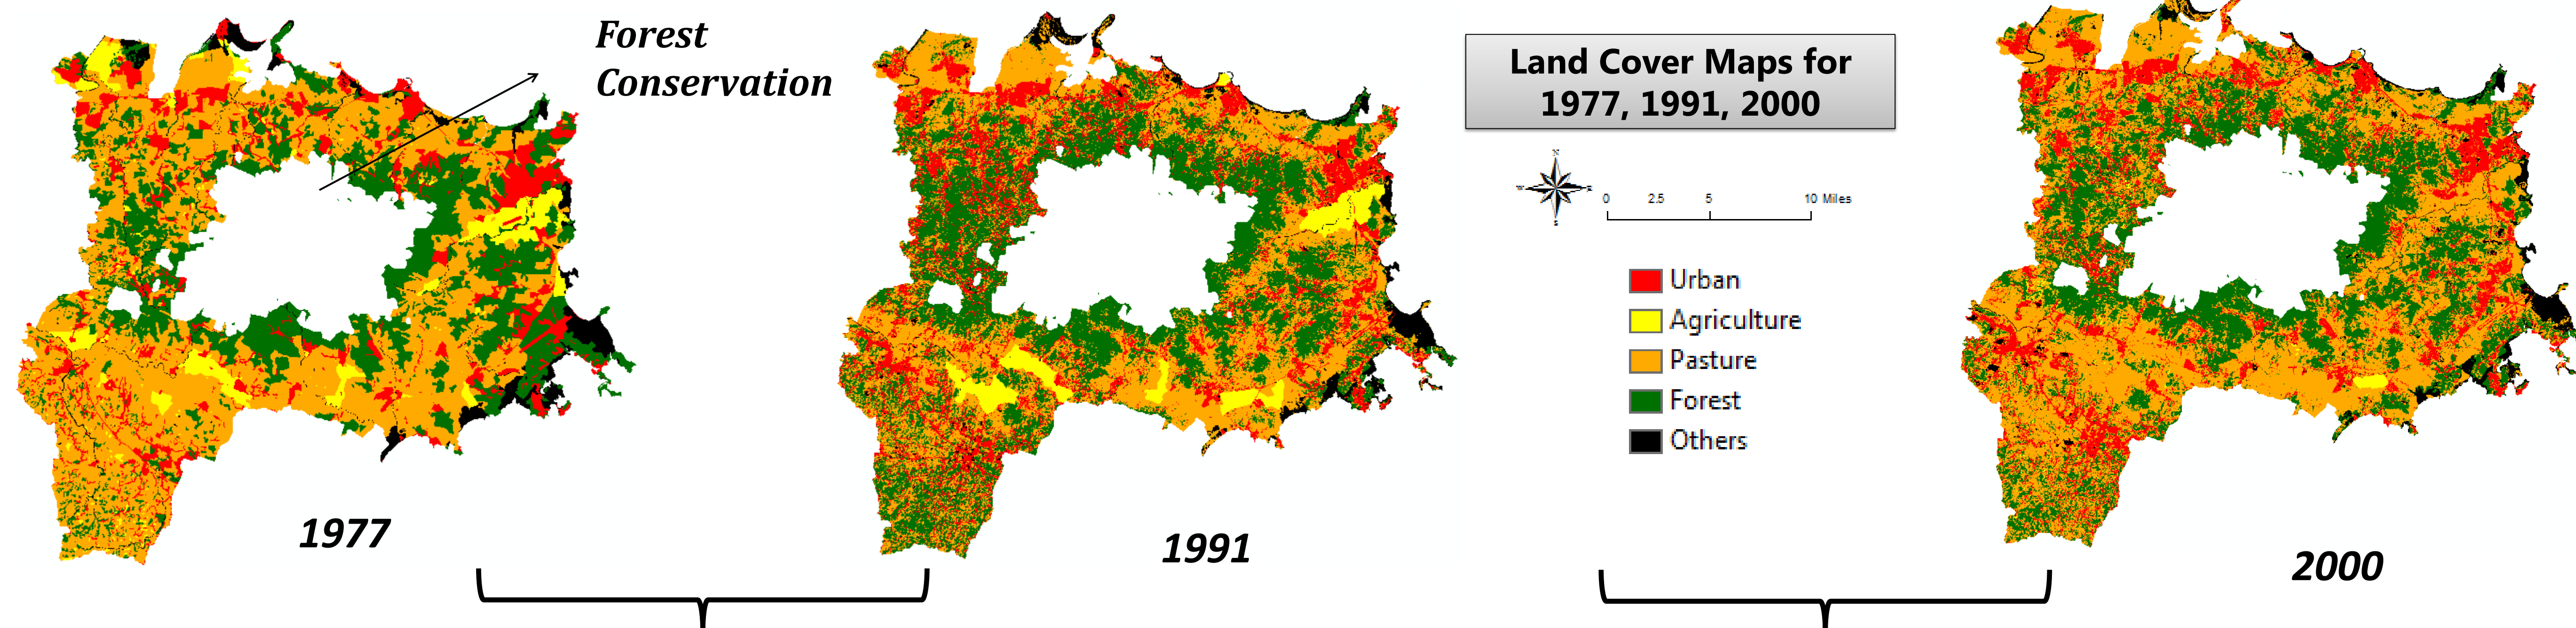 Forest
Conservation
Land Cover Maps for
1977, 1991, 2000
N
W
E
S
0 2.5 5 10 Miles
Urban
Agriculture
Pasture
Forest
Others
1977
1991
2000